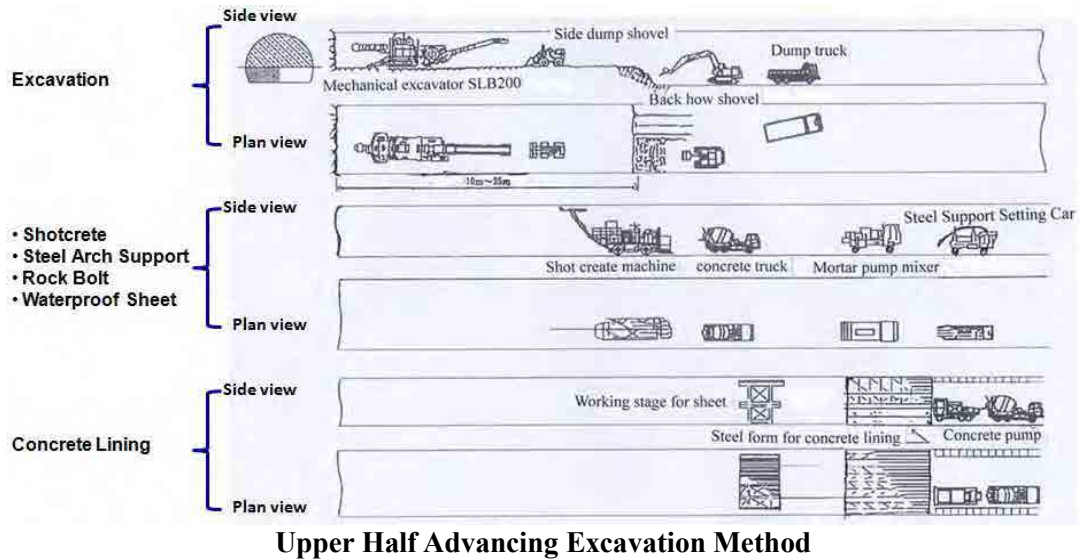 Side view
Side dump shovel
Dump truck
Excavation
Mechanical excavator SLB200
Back how shovel
Plan view
10m～35m
Side view
Steel Support Setting Car
• Shotcrete
• Steel Arch Support
• Rock Bolt
• Waterproof Sheet
Shot create machine
concrete truck
Mortar pump mixer
Plan view
Side view
Working stage for sheet
Concrete Lining
Steel form for concrete lining
Concrete pump
Plan view
Upper Half Advancing Excavation Method